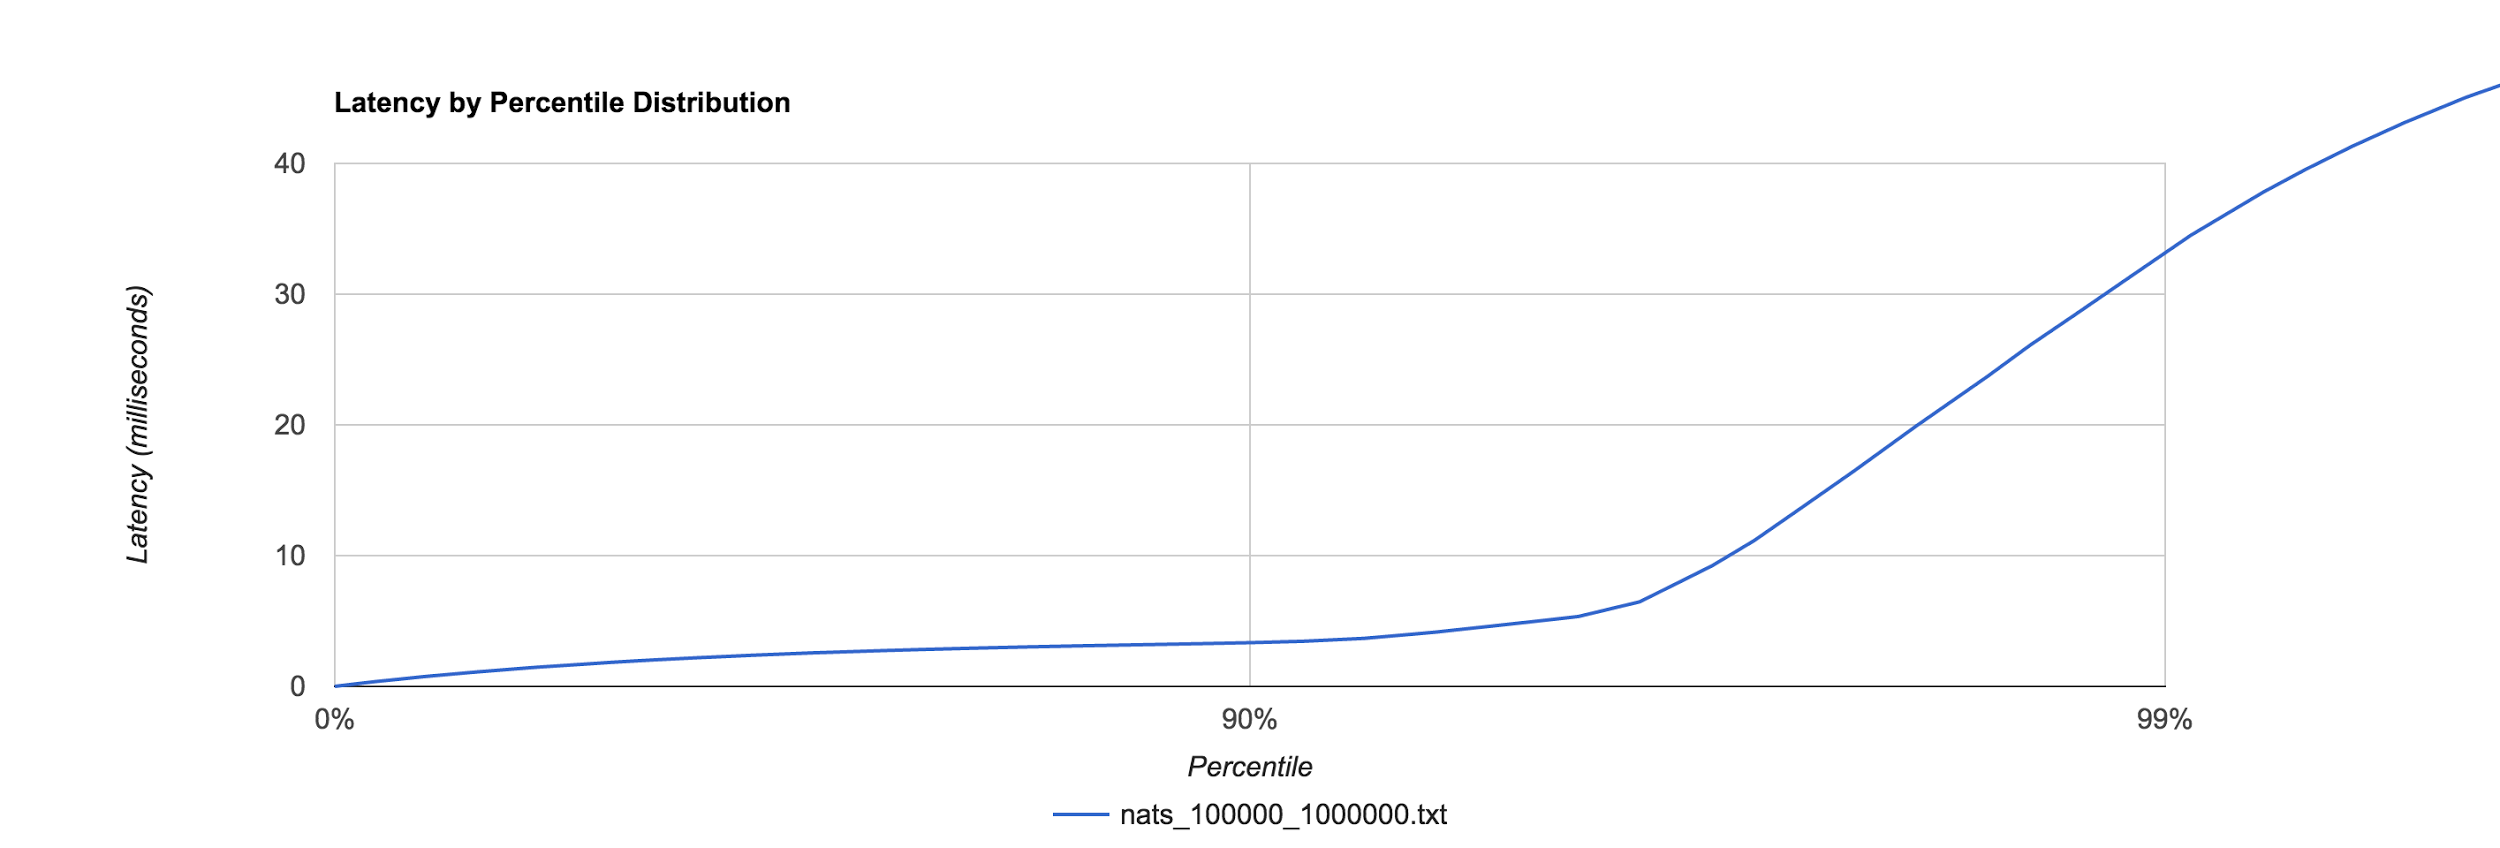 Latency by Percentile Distribution
40
30
20
10
0
Latency (milliseconds)
0% 90% 99%
Percentile
nats_100000_1000000.txt